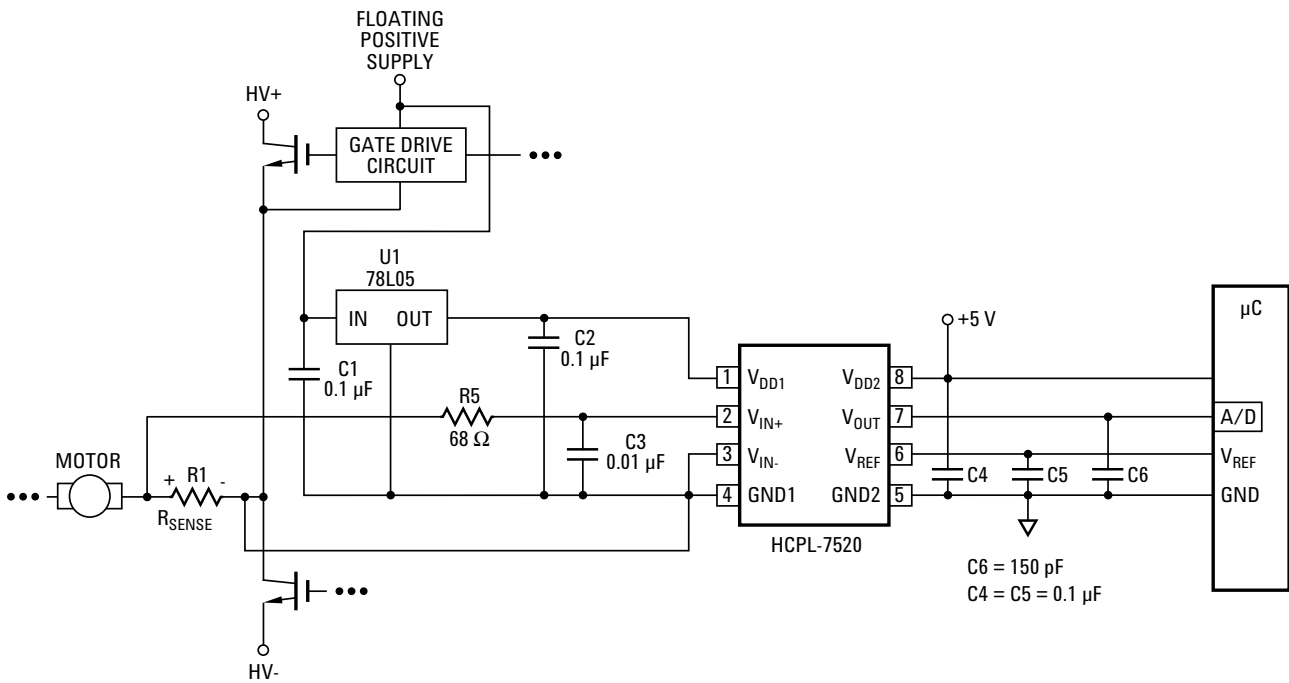 FLOATING
POSITIVE
SUPPLY
HV+
GATE DRIVE
CIRCUIT
•••
U1
78L05
IN OUT
C1
0.1 µF
C2
0.1 µF
R5
68 Ω
C3
0.01 µF
MOTOR
•••
+ R1 -
RSENSE
•••
HV-
1 VDD1 VDD2 8
2 VIN+ VOUT 7
3 VIN- VREF 6
4 GND1 GND2 5
HCPL-7520
+5 V
C4 C5 C6
µC
A/D
VREF
GND
C6 = 150 pF
C4 = C5 = 0.1 µF